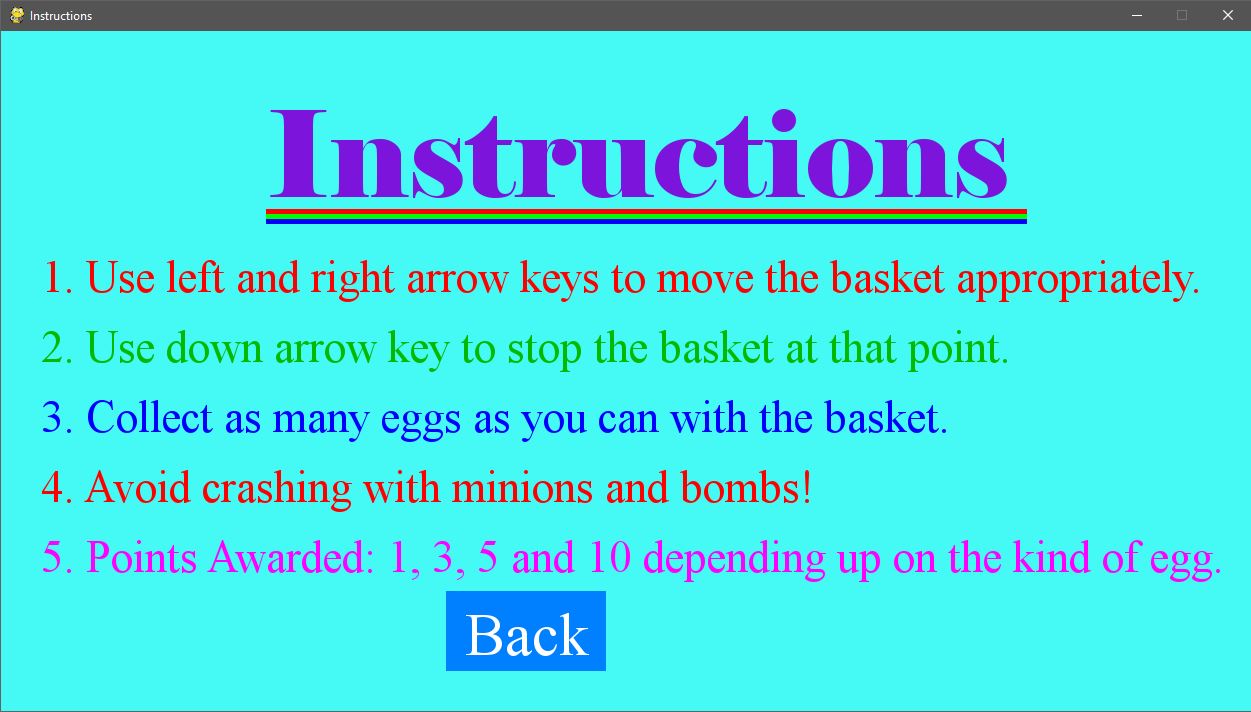 Instructions
Instructions
1. Use left and right arrow keys to move the basket appropriately.
2. Use down arrow key to stop the basket at that point.
3. Collect as many eggs as you can with the basket.
4. Avoid crashing with minions and bombs!
5. Points Awarded: 1, 3, 5 and 10 depending up on the kind of egg.
Back